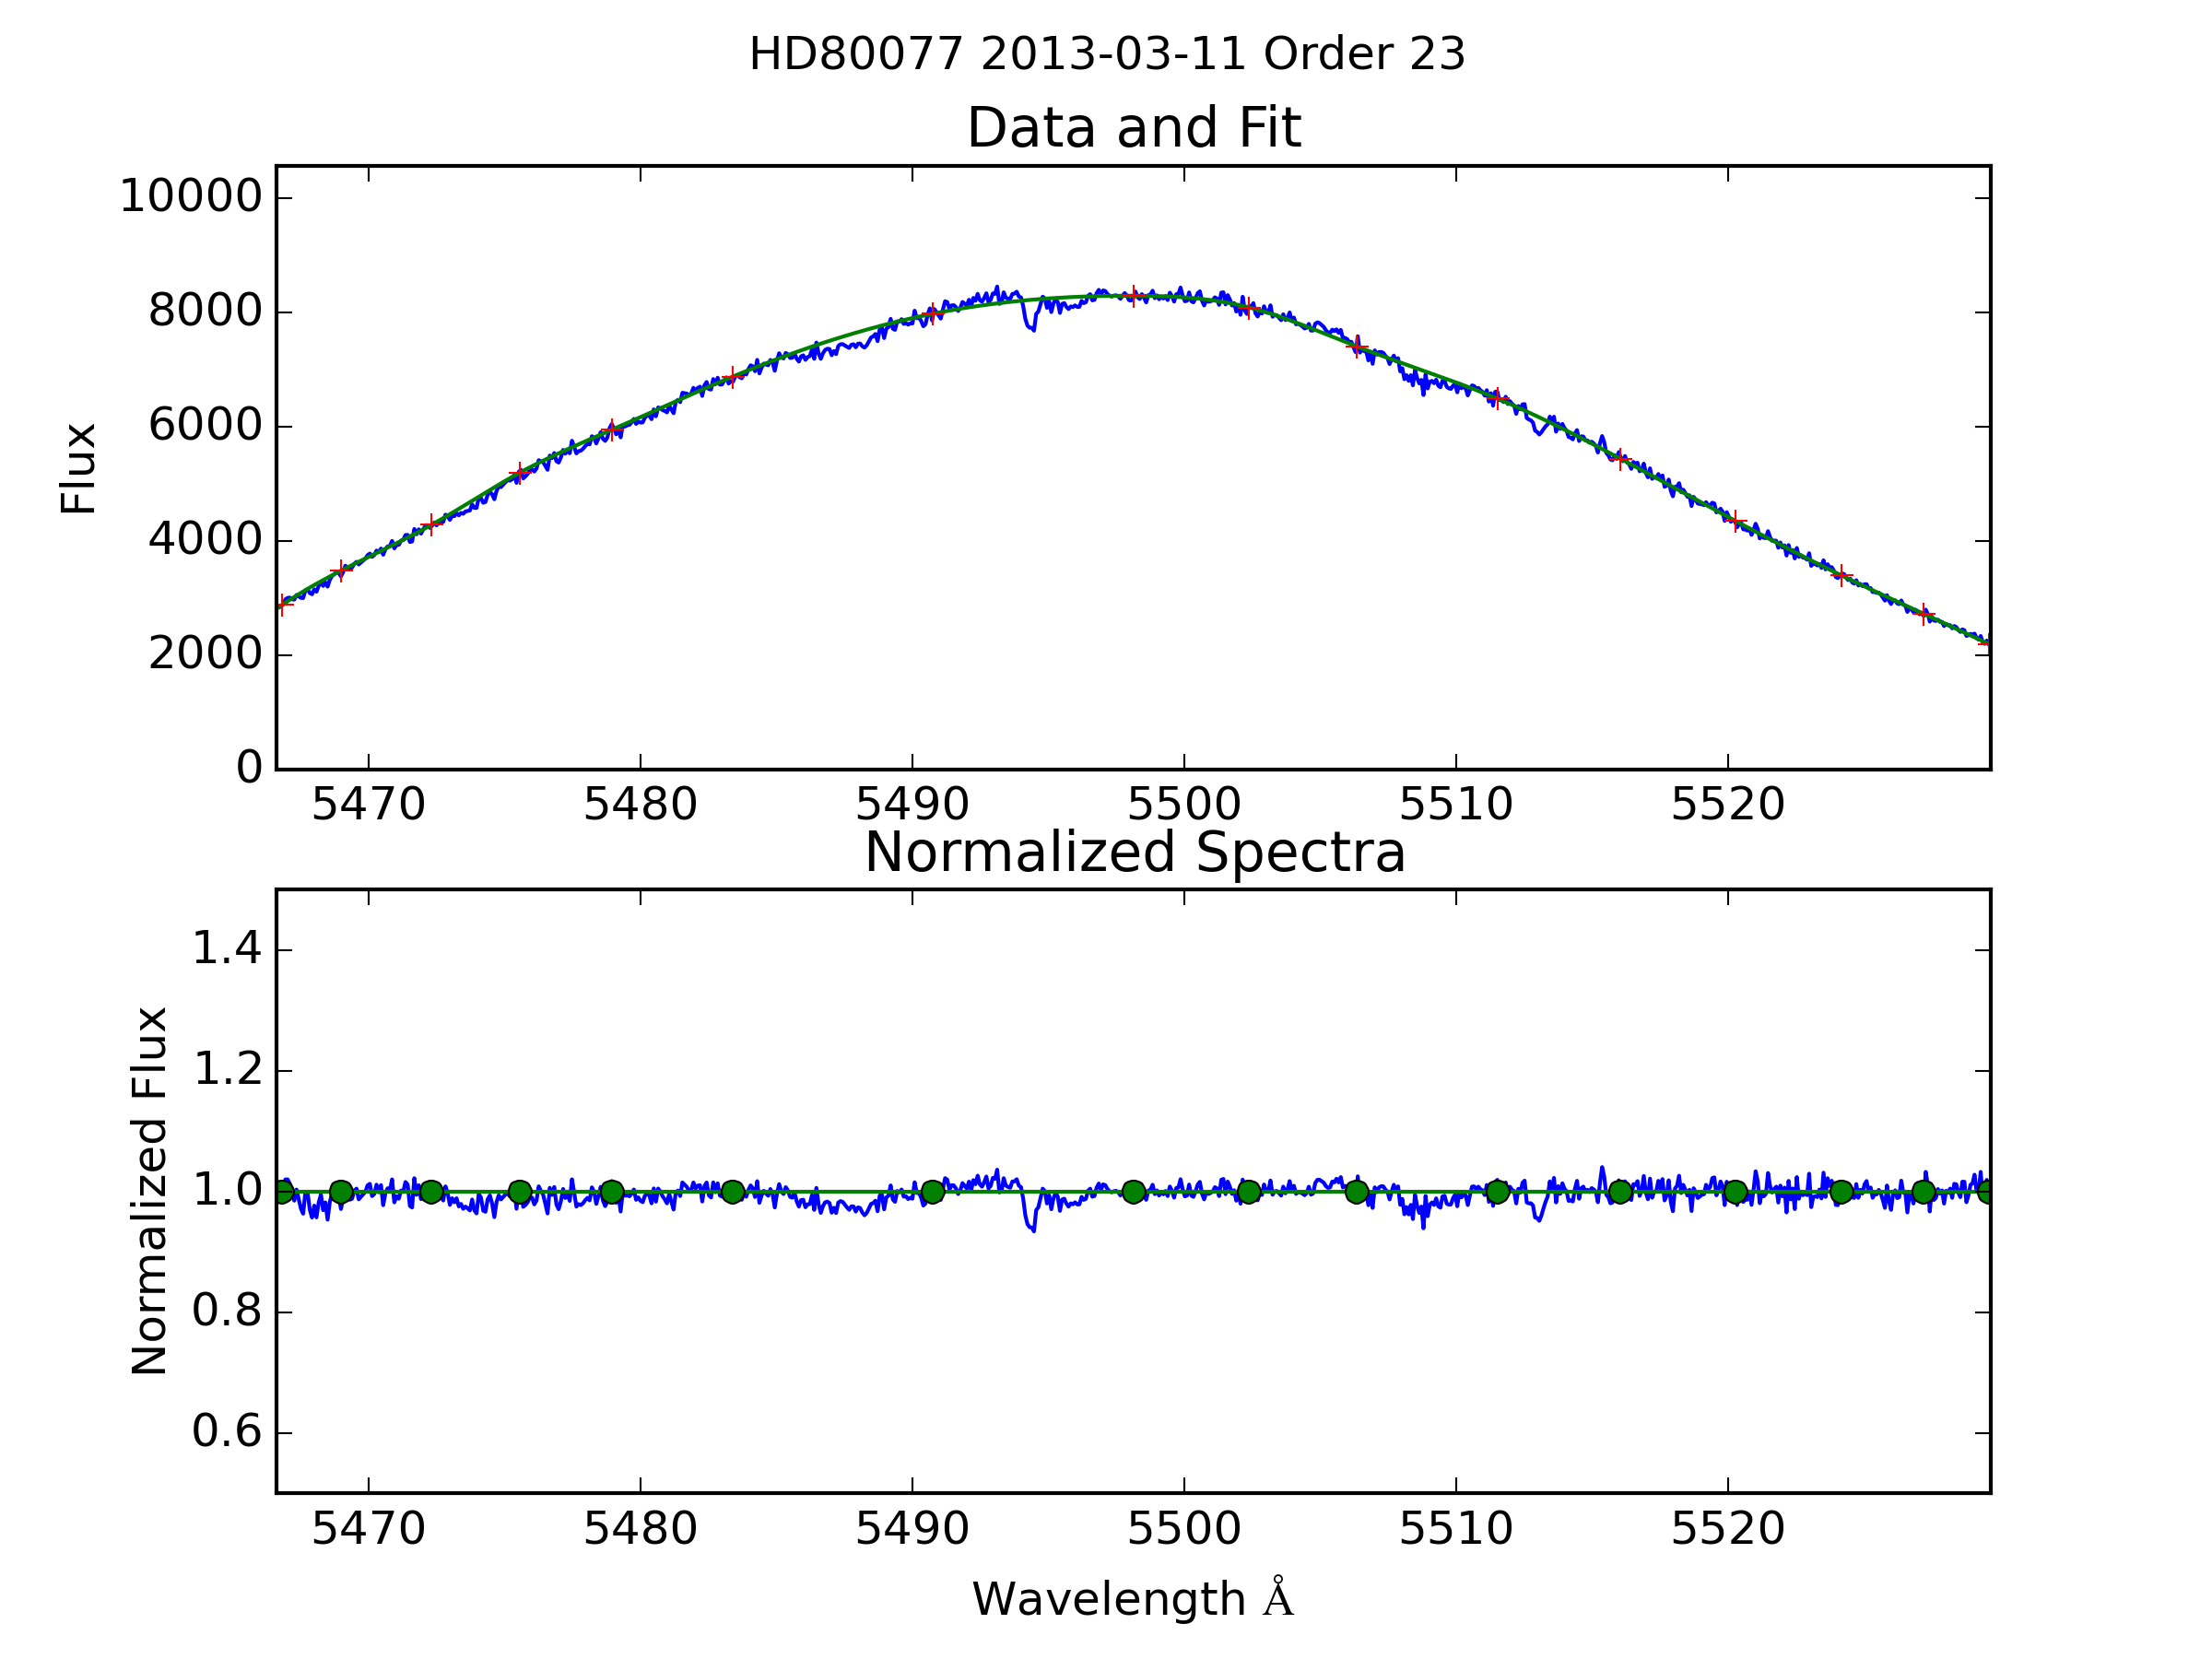 HD80077 2013-03-11 Order 23
Data and Fit
10000
8000
6000
4000
2000
0
Flux
5470 5480 5490 5500 5510 5520
Normalized Spectra
1.4
1.2
1.0
0.8
0.6
Normalized Flux
5470 5480 5490 5500 5510 5520
Wavelength Å